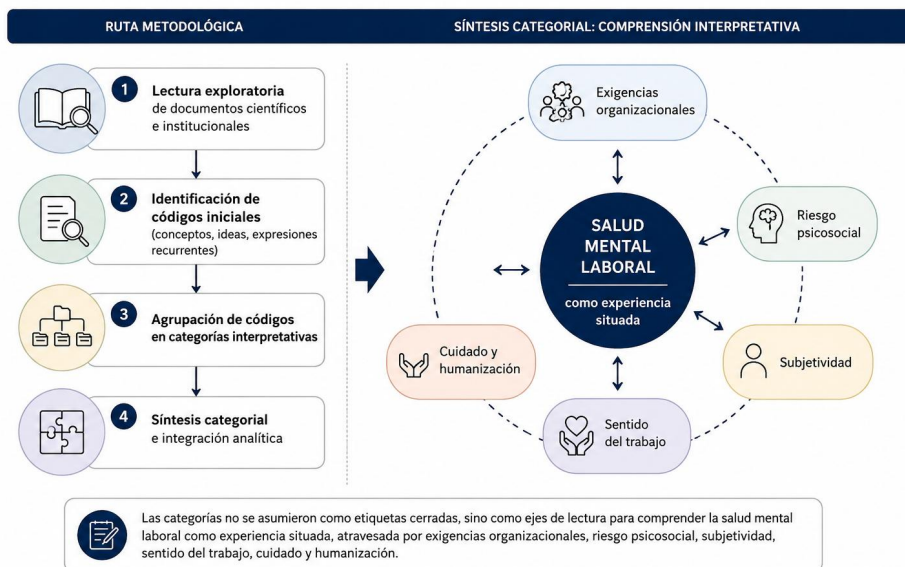 RUTA METODOLÓGICA
SÍNTESIS CATEGORIAL: COMPRENSIÓN INTERPRETATIVA
1
Lectura exploratoria
de documentos científicos
e institucionales
2
Identificación de
códigos iniciales
(conceptos, ideas, expresiones
recurrentes)
3
Agrupación de códigos
en categorías interpretativas
4
Síntesis categorial
e integración analítica
Exigencias
organizacionales
Riesgo
psicosocial
SALUD
MENTAL
LABORAL
como experiencia
situada
Cuidado y
humanización
Subjetividad
Sentido
del trabajo
Las categorías no se asumieron como etiquetas cerradas, sino como ejes de lectura para comprender la salud mental
laboral como experiencia situada, atravesada por exigencias organizacionales, riesgo psicosocial, subjetividad,
sentido del trabajo, cuidado y humanización.